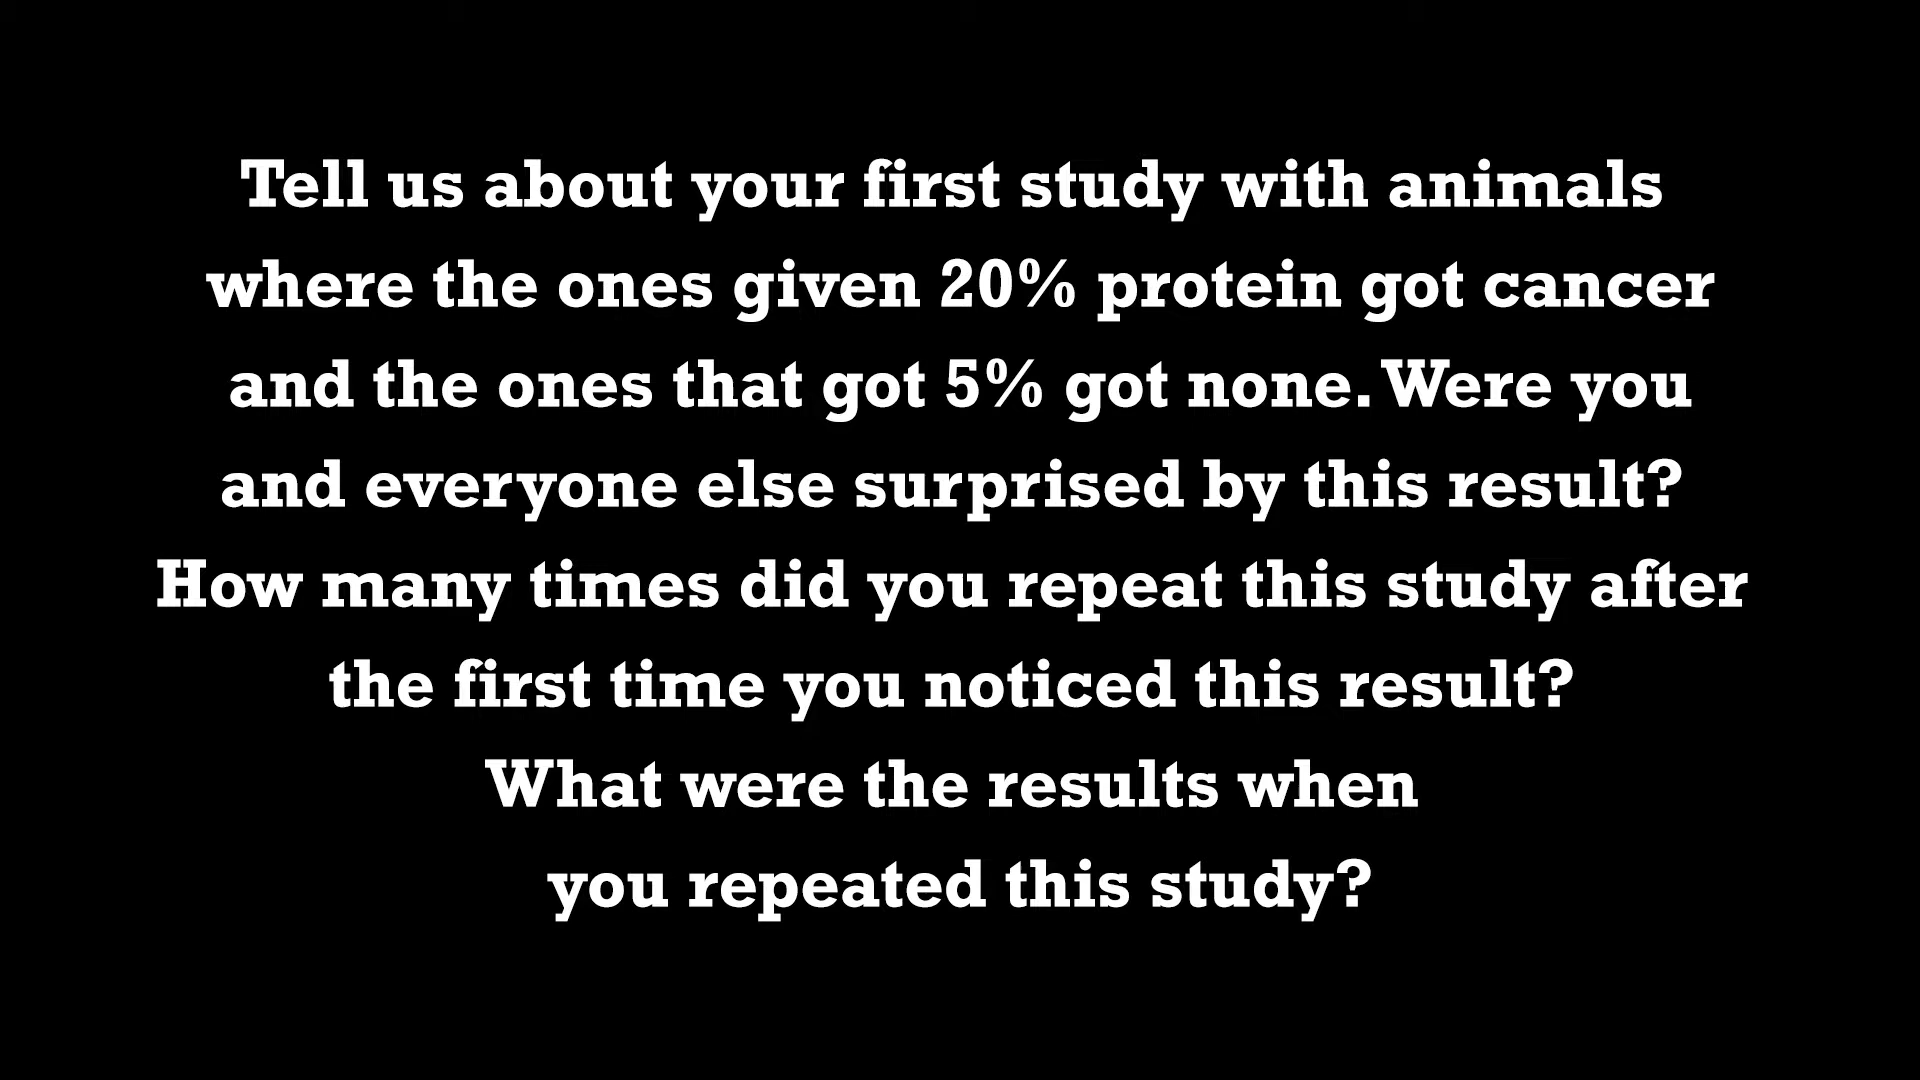 Tell us about your first study with animals
where the ones given 20% protein got cancer
and the ones that got 5% got none. Were you
and everyone else surprised by this result?
How many times did you repeat this study after
the first time you noticed this result?
What were the results when
you repeated this study?